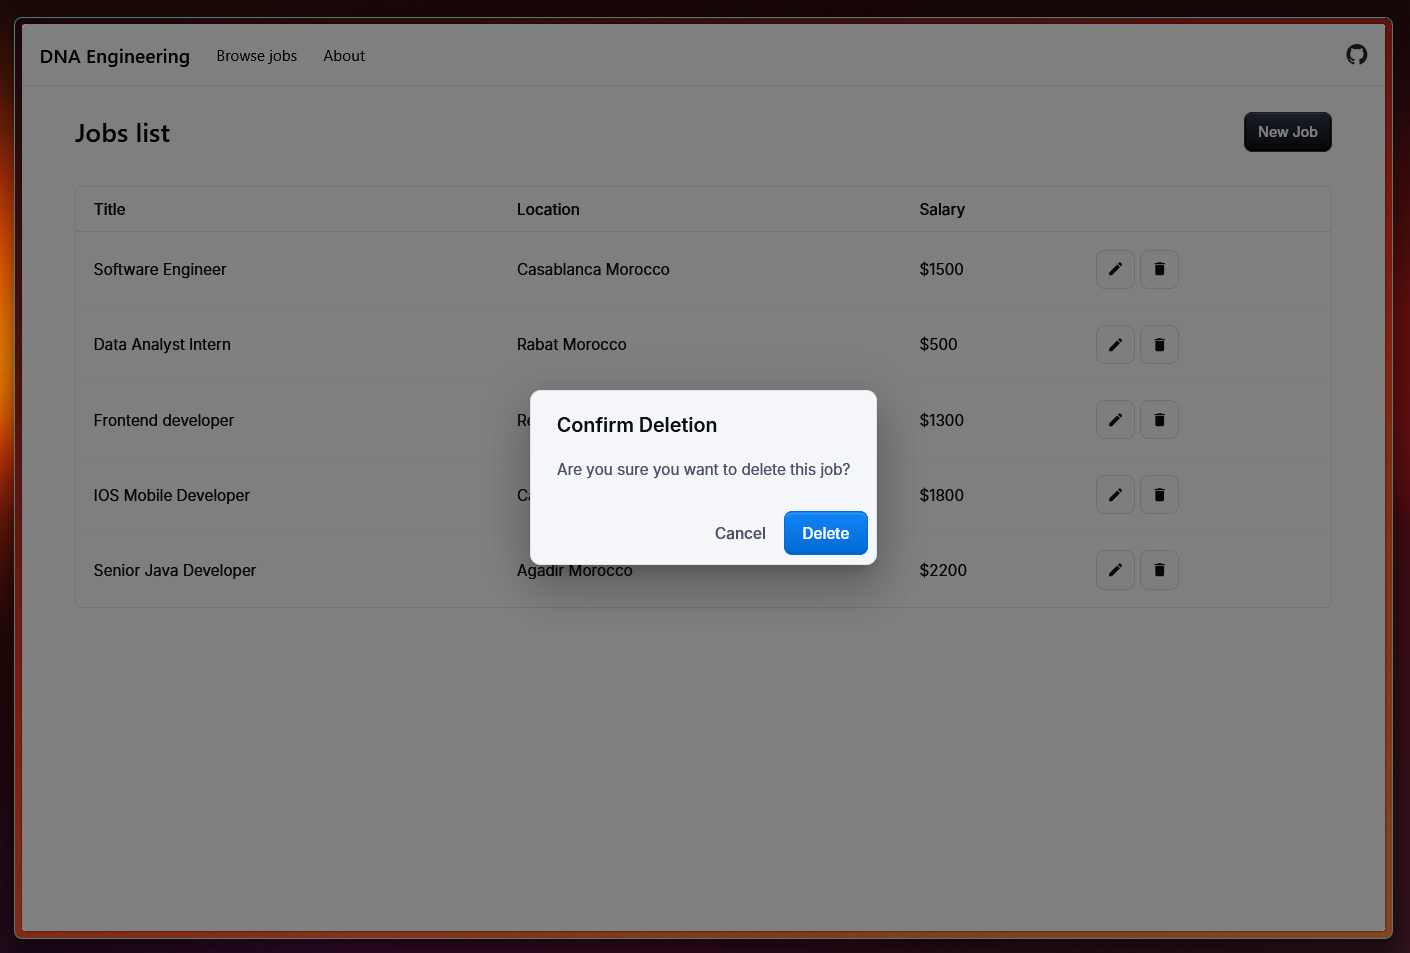 DNA Engineering Browse jobs About
Jobs list New Job
Title Location Salary
Software Engineer Casablanca Morocco $1500
Data Analyst Intern Rabat Morocco $500
Frontend developer $1300
IOS Mobile Developer $1800
Senior Java Developer Agadir Morocco $2200
Confirm Deletion
Are you sure you want to delete this job?
Cancel Delete